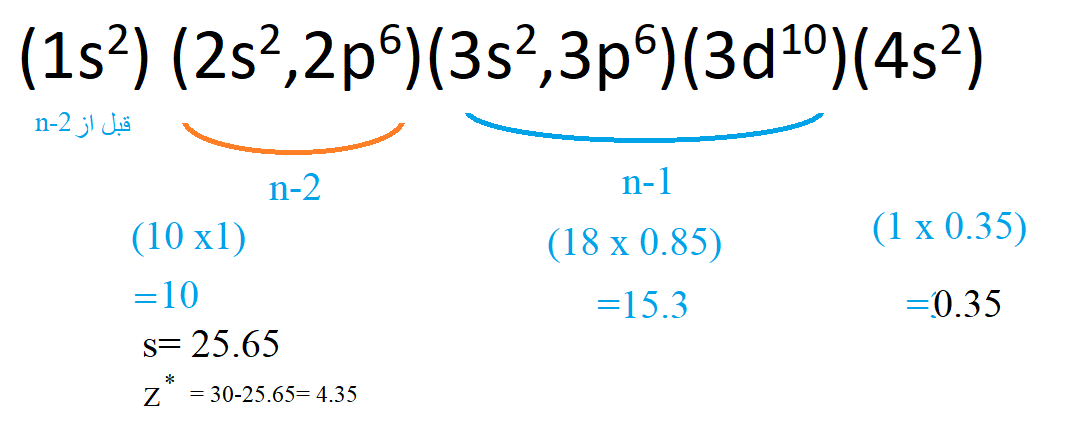 (1s²) (2s²,2p⁶)(3s²,3p⁶)(3d¹⁰)(4s²)
قبل از n-2
n-2
n-1
(10 x1)
(18 x 0.85)
(1 x 0.35)
=10
=15.3
=0.35
s= 25.65
Z* = 30-25.65= 4.35